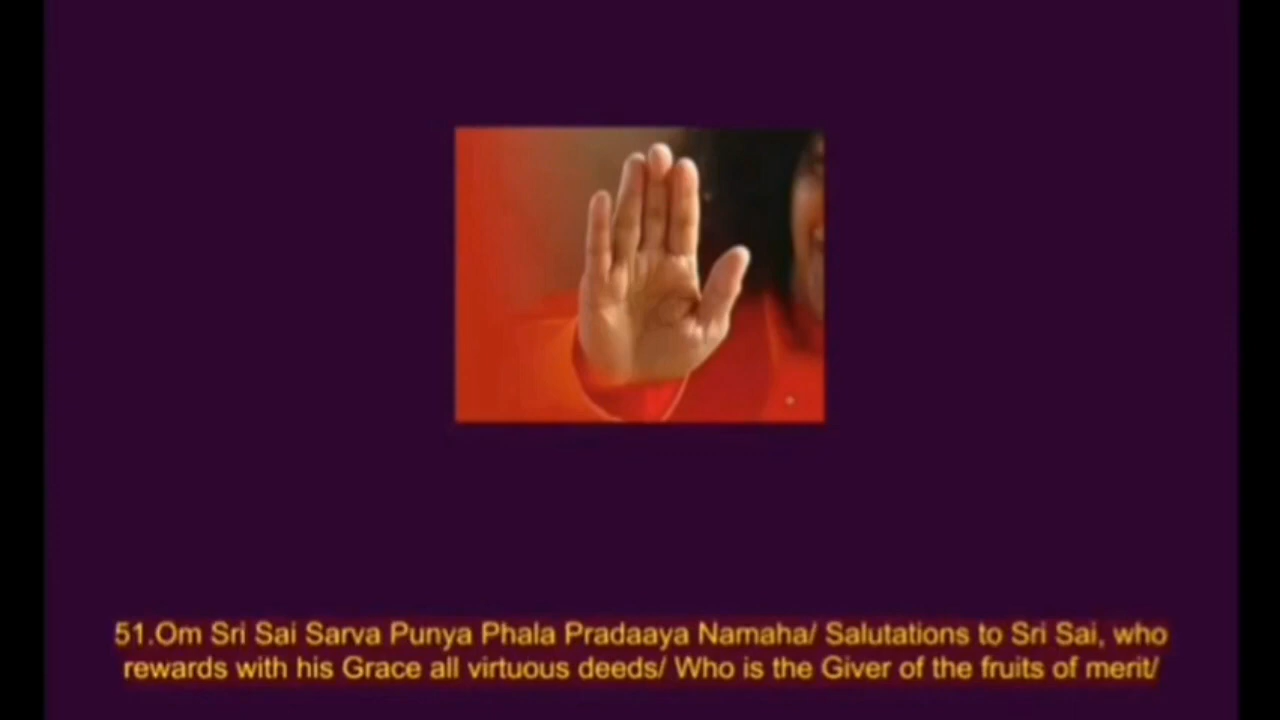 51.Om Sri Sai Sarva Punya Phala Pradaaya Namaha/ Salutations to Sri Sai, who
rewards with his Grace all virtuous deeds/ Who is the Giver of the fruits of merit/